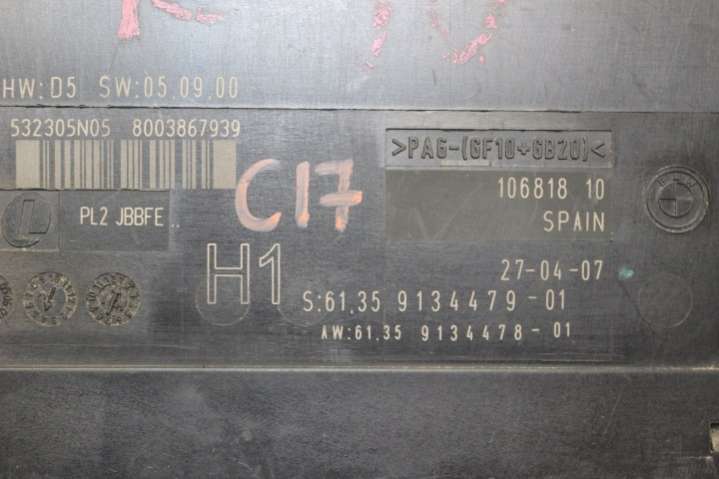 HW:D5 SW:05.09.00
532305N05 8003867939
>PAG-(GF10+GB20)<
106818 10
SPAIN
C17
PL2 JBBFE..
H1
27-04-07
S:61.35 9134479-01
AW:61.35 9134478-01